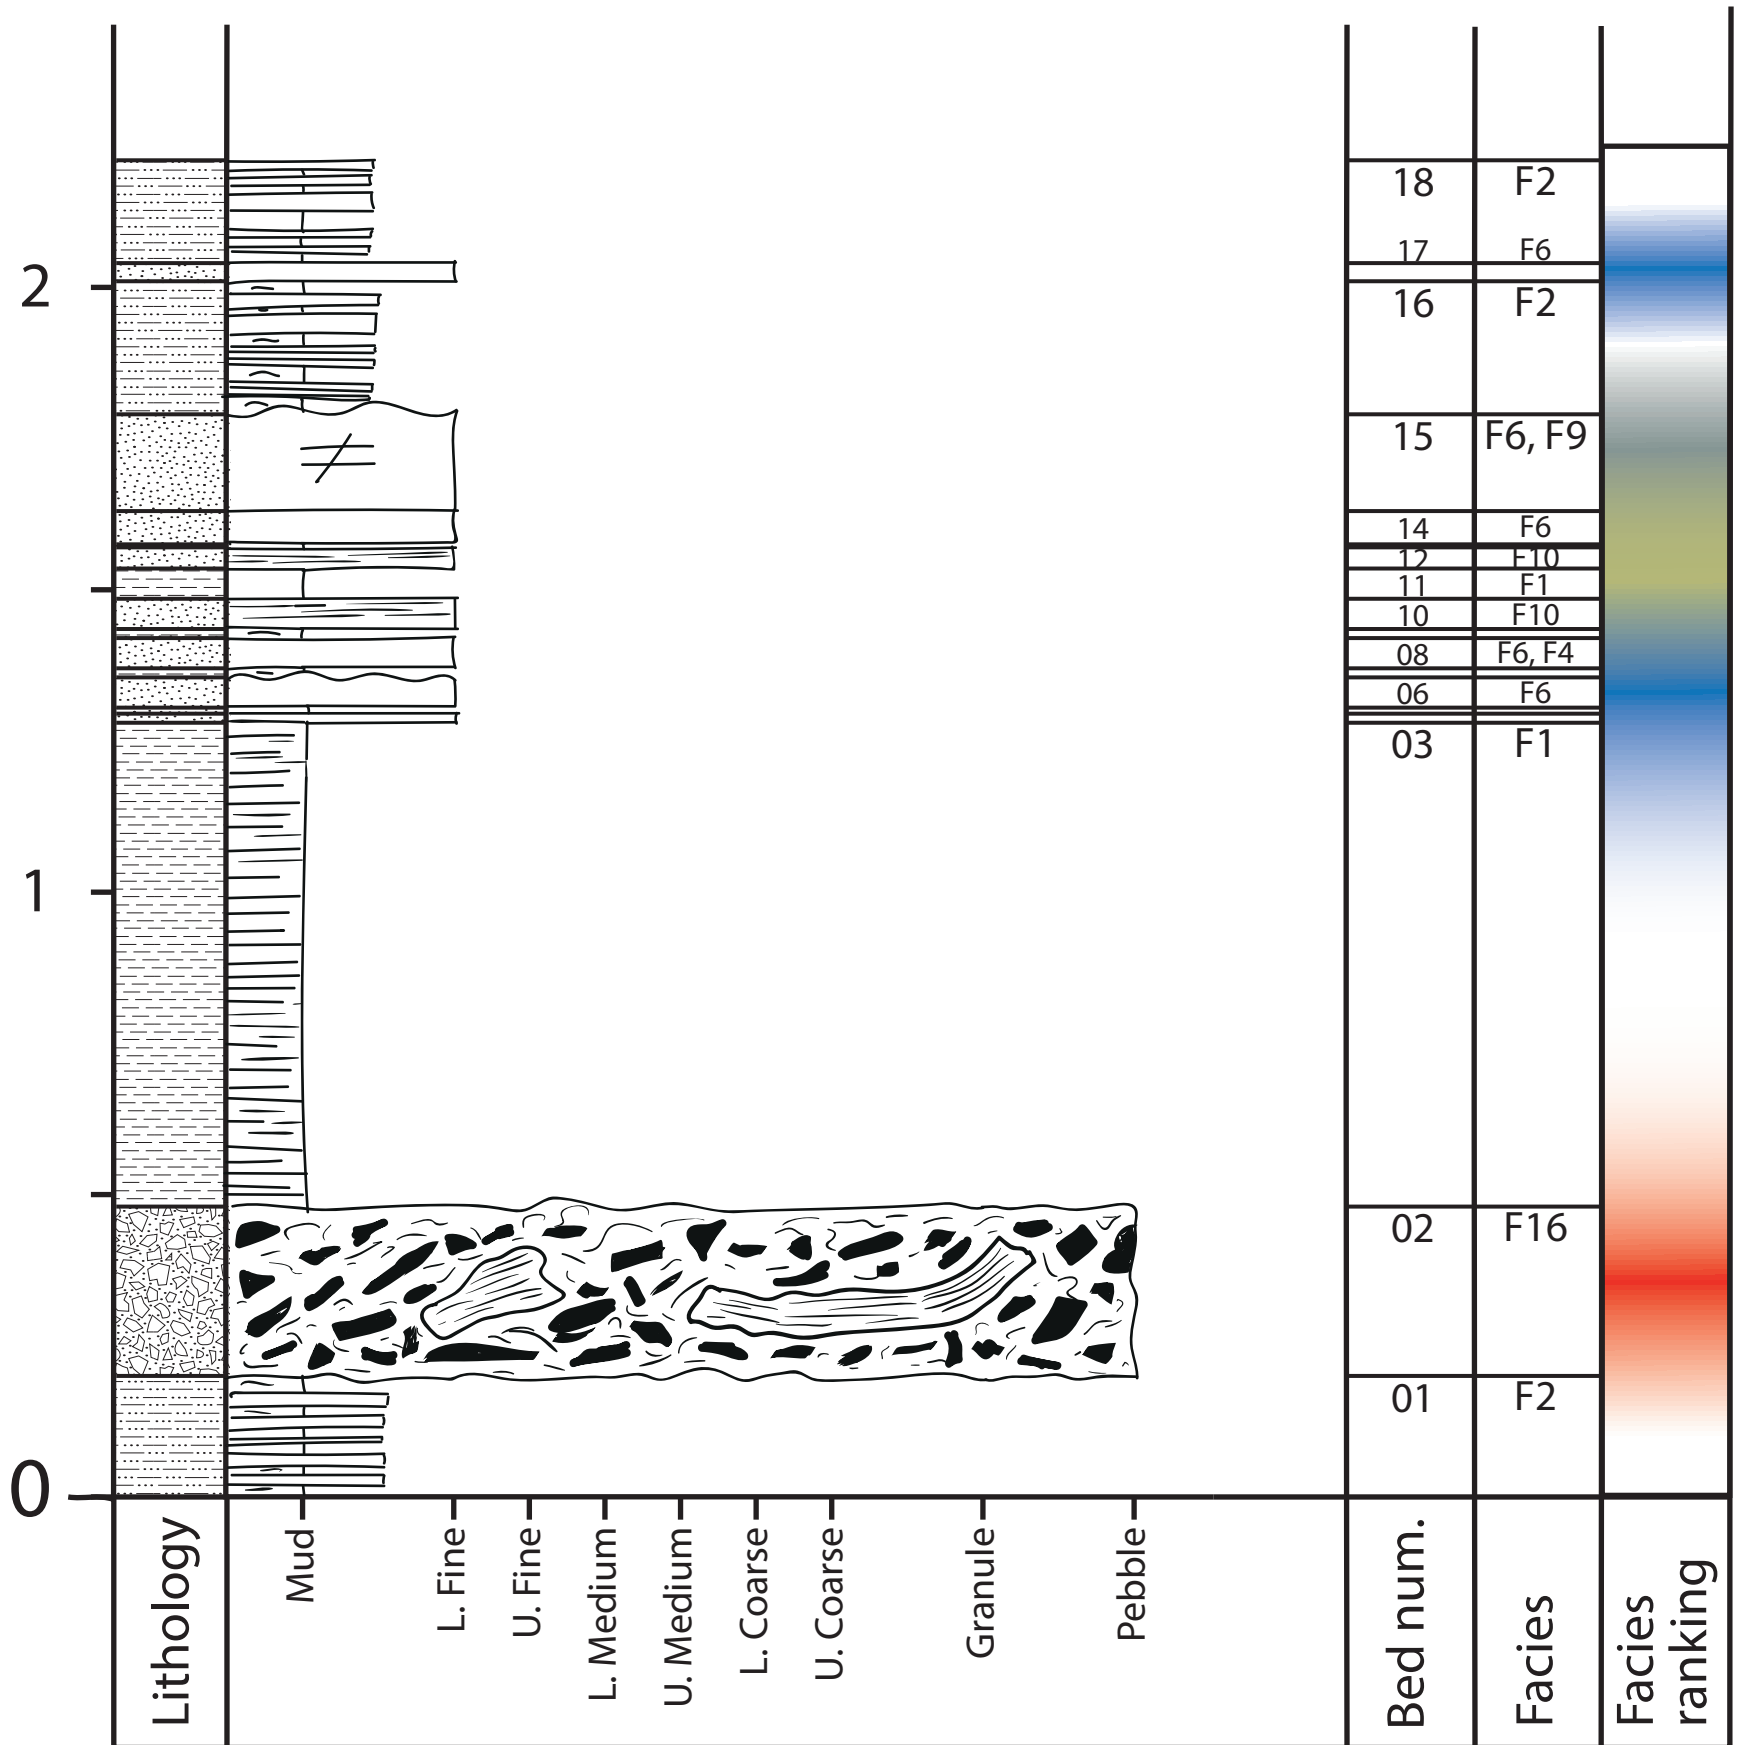 18 F2
17 F6
2
16 F2
15 F6, F9
14 F6
12 F10
11 F1
10 F10
08 F6, F4
06 F6
03 F1
1
02 F16
01 F2
0
Lithology
Mud
L. Fine
U. Fine
L. Medium
U. Medium
L. Coarse
U. Coarse
Granule
Pebble
Bed num.
Facies
Facies
ranking